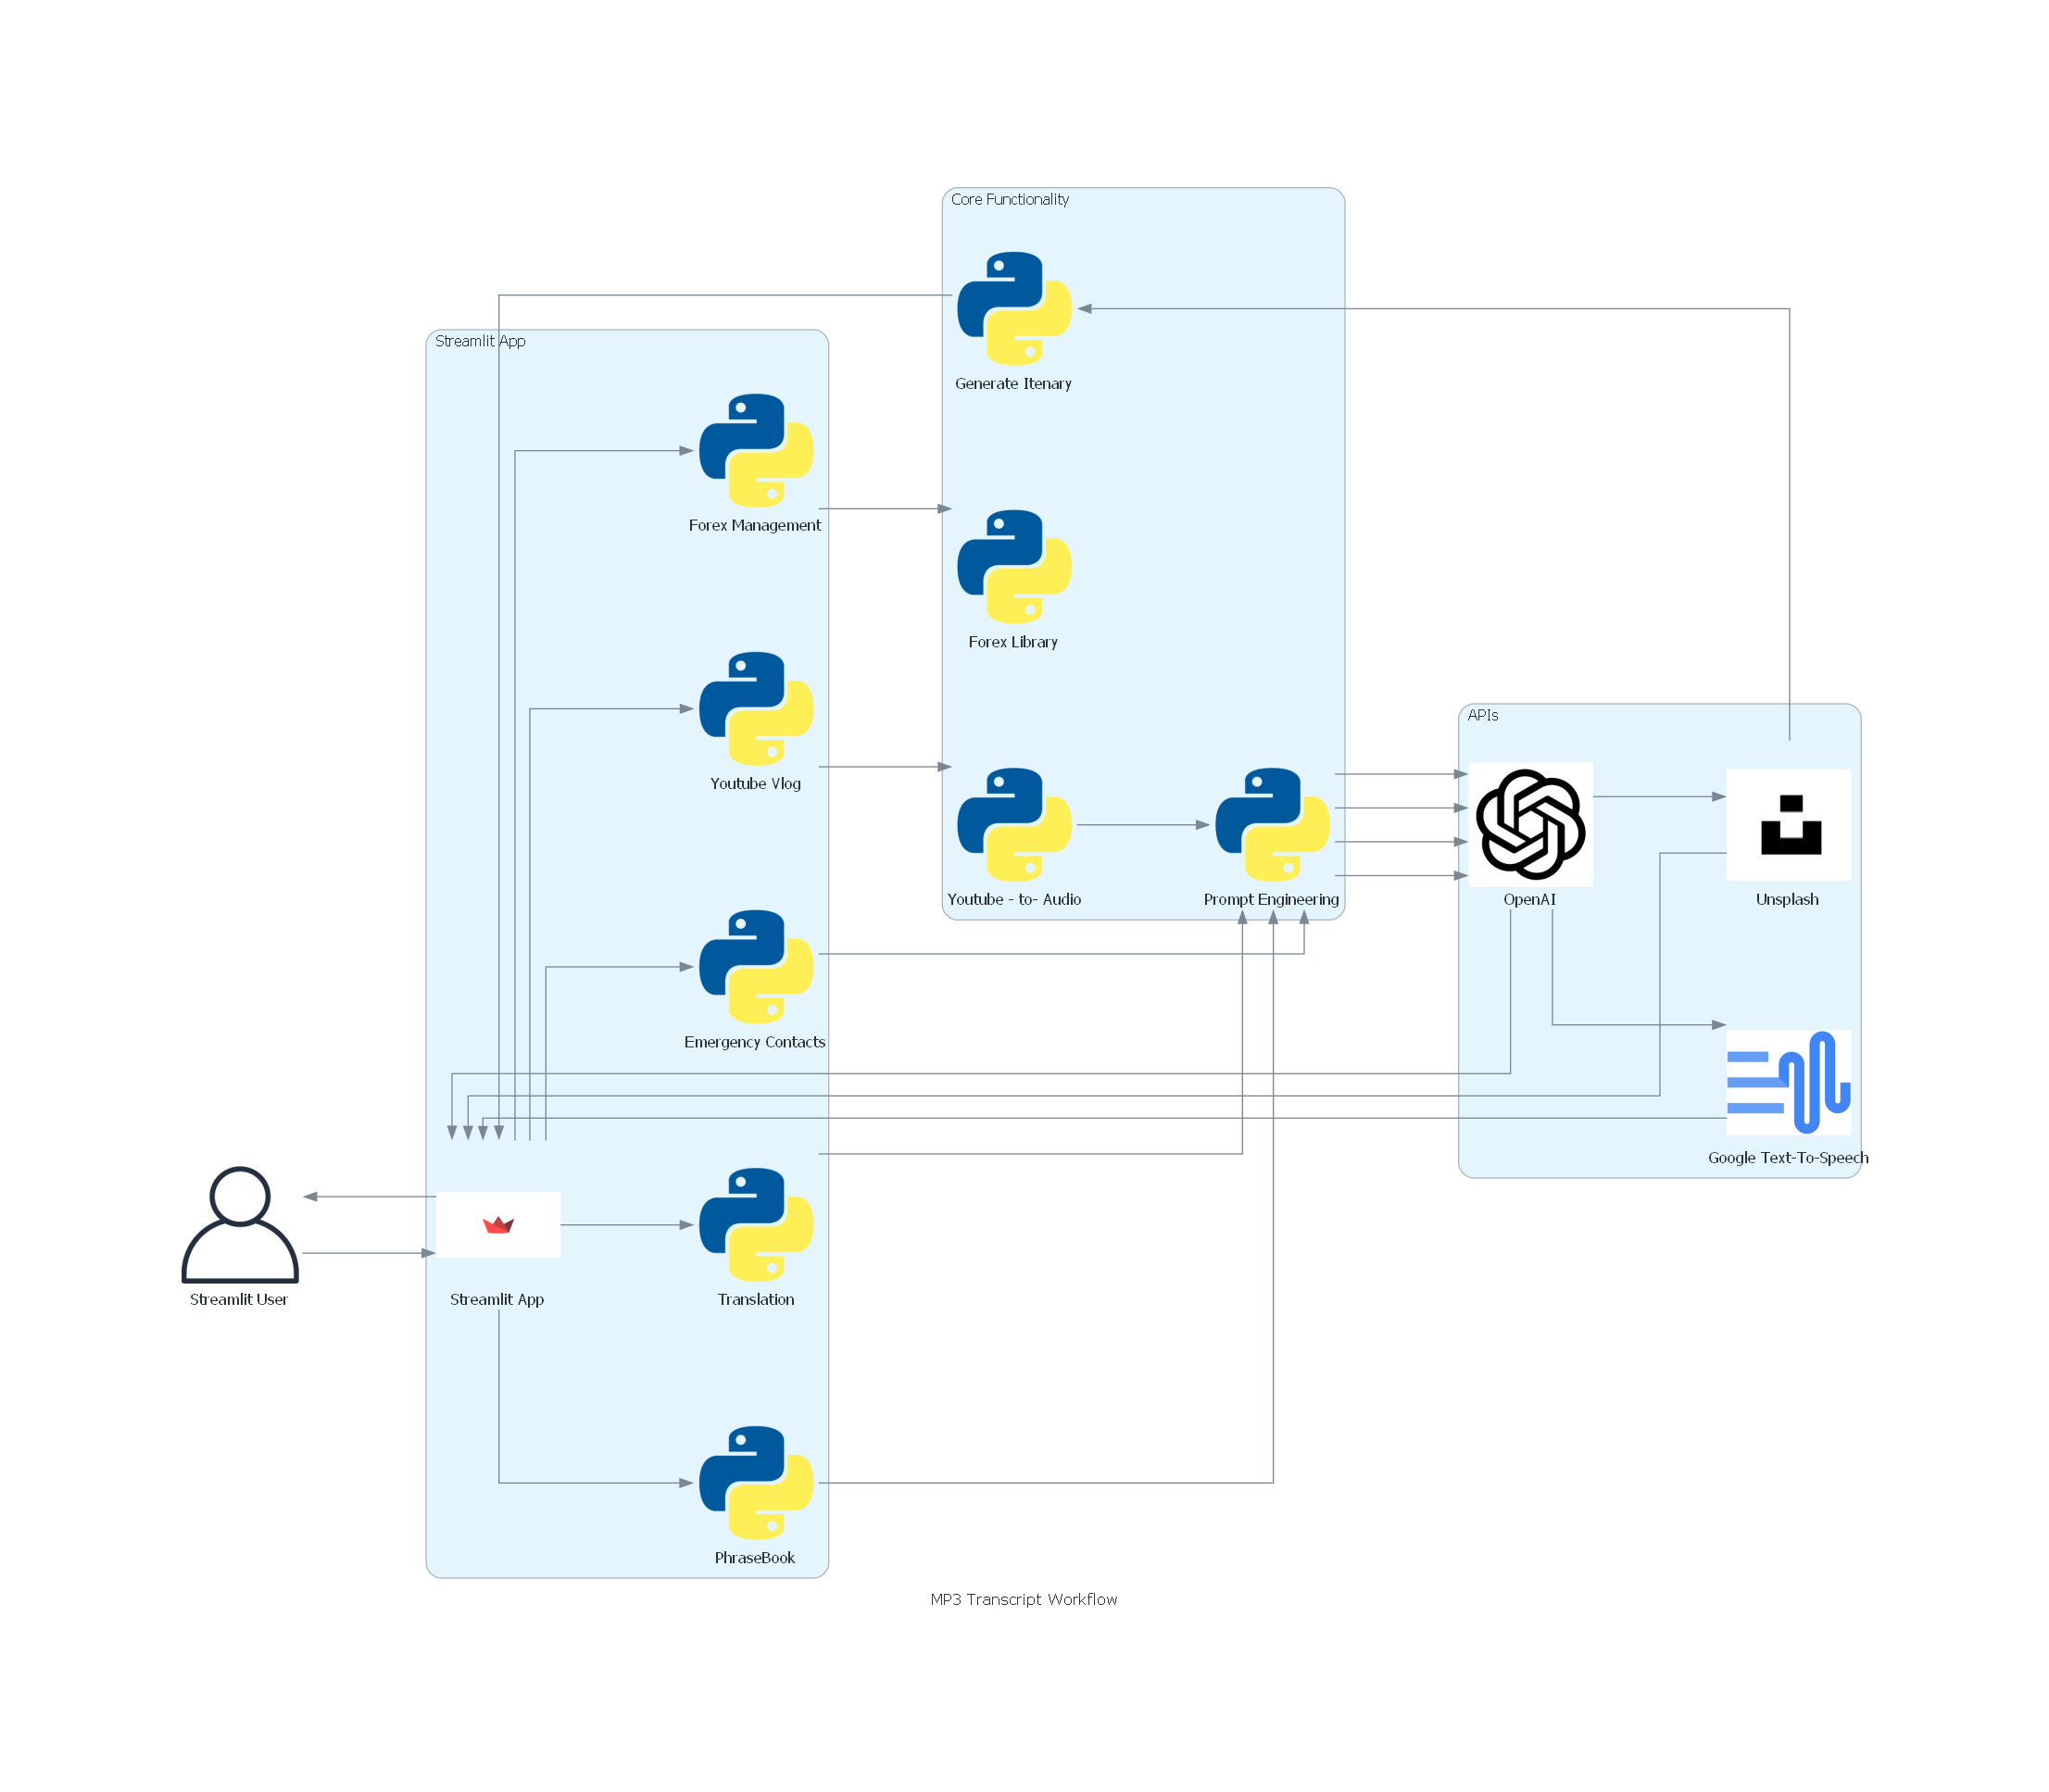 Core Functionality
Generate Itenary
Streamlit App
Forex Management
Forex Library
Youtube Vlog
APIs
Youtube - to- Audio
Prompt Engineering
OpenAI
Unsplash
Emergency Contacts
Google Text-To-Speech
Streamlit User
Streamlit App
Translation
PhraseBook
MP3 Transcript Workflow